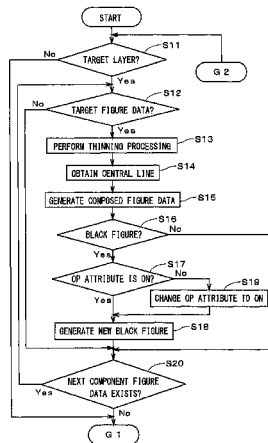 START
S11
No
TARGET LAYER?
G 2
Yes
S12
No
TARGET FIGURE DATA?
Yes
S13
PERFORM THINNING PROCESSING
S14
OBTAIN CENTRAL LINE
S15
GENERATE COMPOSED FIGURE DATA
S16
BLACK FIGURE?
No
Yes
S17
OP ATTRIBUTE IS ON?
No
S19
CHANGE OP ATTRIBUTE TO ON
Yes
S18
GENERATE NEW BLACK FIGURE
S20
NEXT COMPONENT FIGURE
DATA EXISTS?
Yes
No
G 1